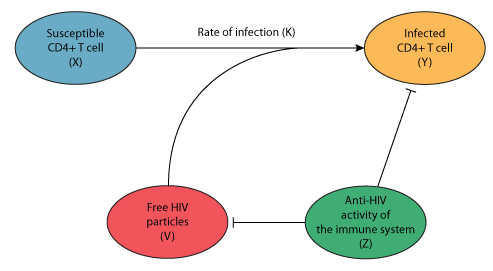 Susceptible
CD4+ T cell
(X)
Rate of infection (K)
Infected
CD4+ T cell
(Y)
Free HIV
particles
(V)
Anti-HIV
activity of
the immune system
(Z)